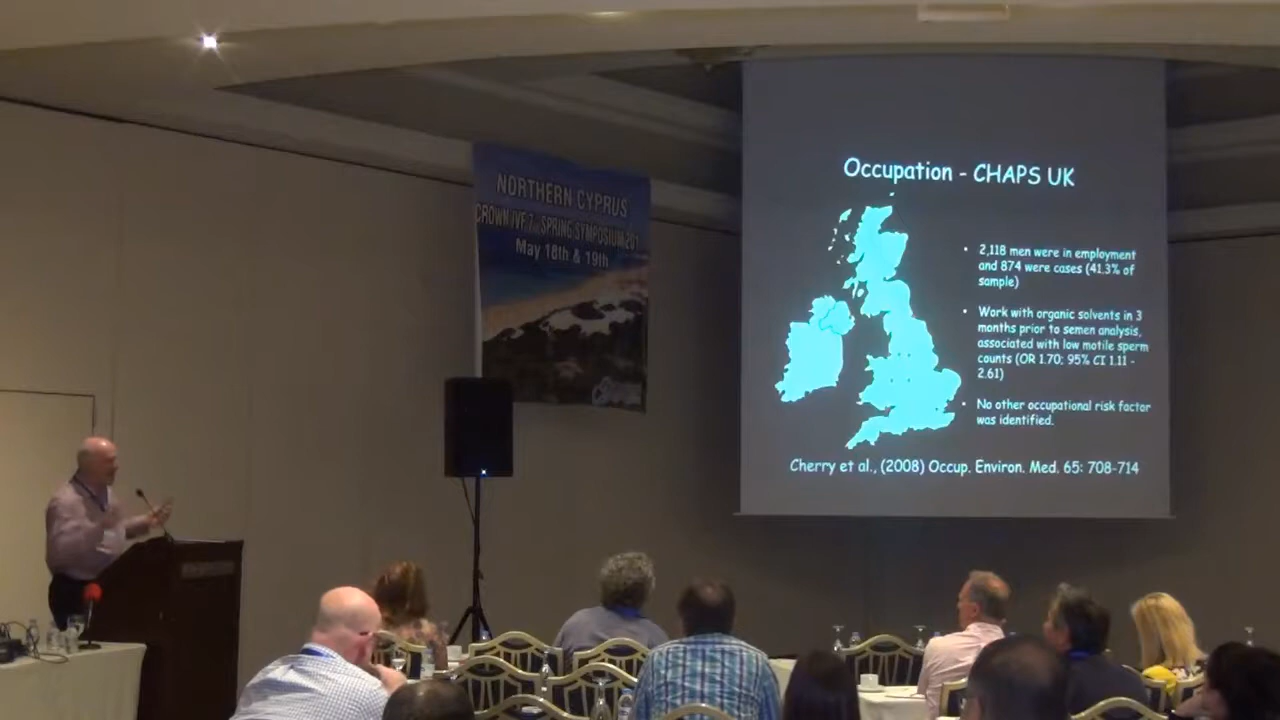 NORTHERN CYPRUS
CROWN IVF 7. SPRING SYMPOSIUM 201
May 18th & 19th
Occupation - CHAPS UK
• 2,118 men were in employment
and 874 were cases (41.3% of
sample)
• Work with organic solvents in 3
months prior to semen analysis,
associated with low motile sperm
counts (OR 1.70; 95% CI 1.11 -
2.61)
• No other occupational risk factor
was identified.
Cherry et al., (2008) Occup. Environ. Med. 65: 708-714